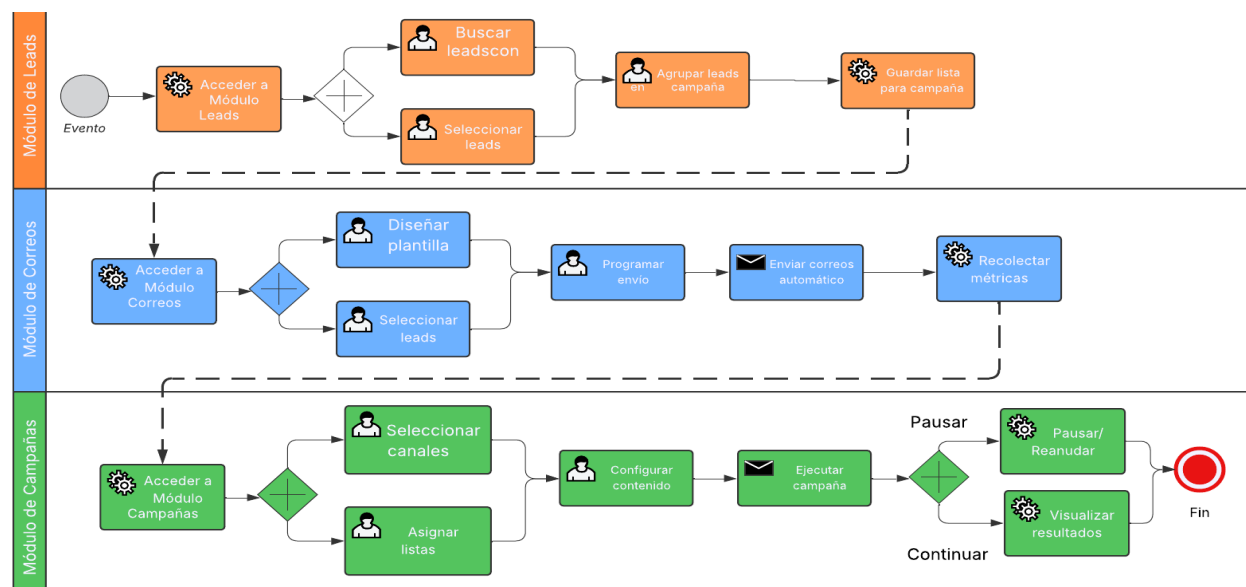 Módulo de Leads
Evento
Acceder a
Módulo
Leads
Buscar
leadscon
Seleccionar
leads
Agrupar leads
en campaña
Guardar lista
para campaña
Módulo de Correos
Acceder a
Módulo
Correos
Diseñar
plantilla
Seleccionar
leads
Programar
envío
Enviar correos
automático
Recolectar
métricas
Módulo de Campañas
Acceder a
Módulo
Campañas
Seleccionar
canales
Asignar
listas
Configurar
contenido
Ejecutar
campaña
Pausar
Continuar
Pausar/
Reanudar
Visualizar
resultados
Fin